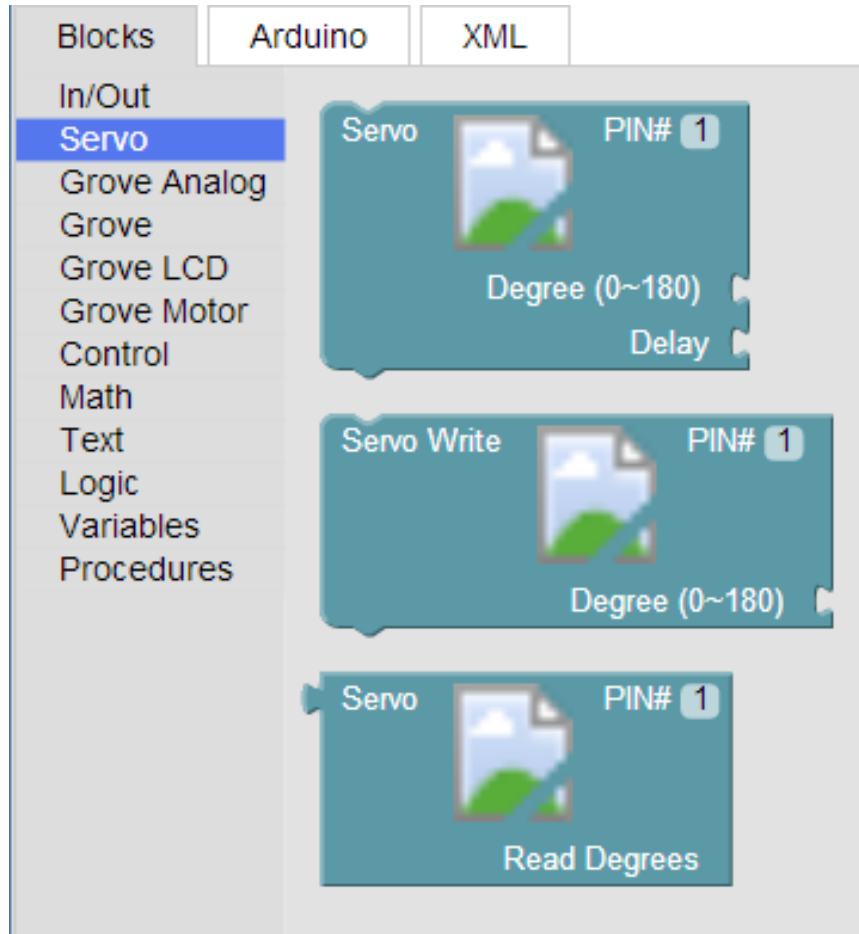 Blocks Arduino XML
In/Out
Servo
Grove Analog
Grove
Grove LCD
Grove Motor
Control
Math
Text
Logic
Variables
Procedures
Servo PIN# 1
Degree (0~180)
Delay
Servo Write PIN# 1
Degree (0~180)
Servo PIN# 1
Read Degrees